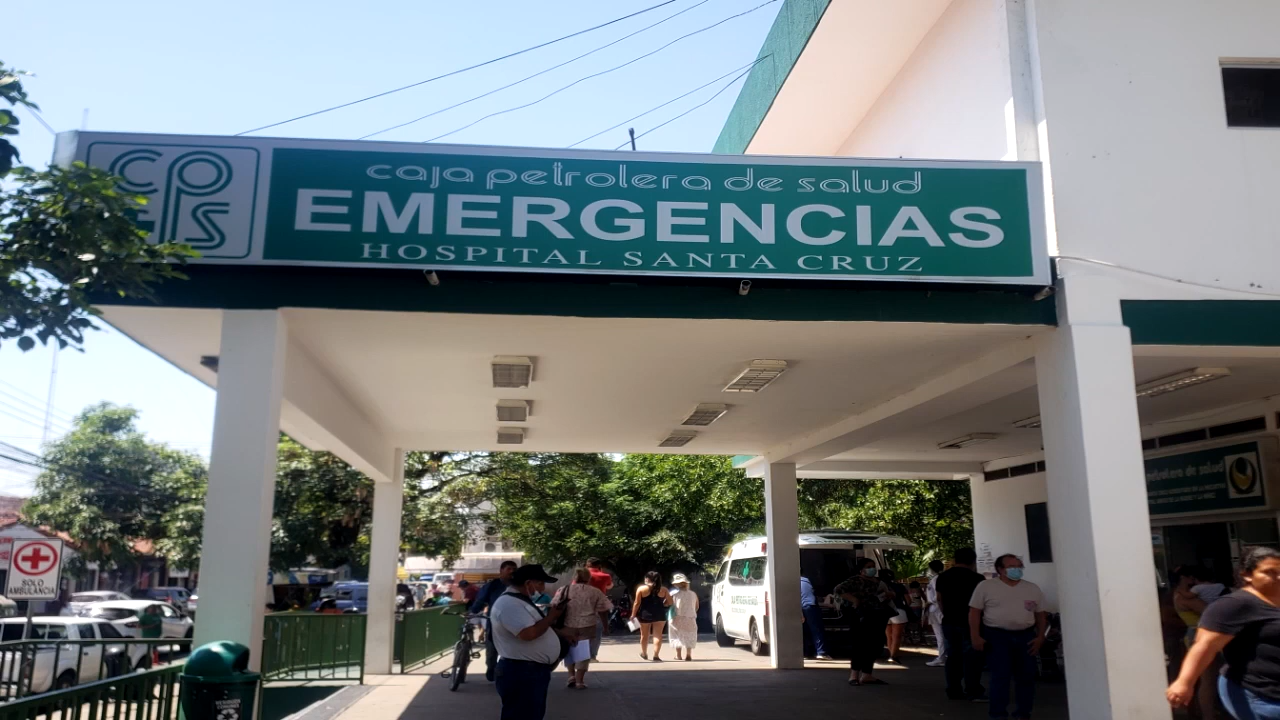 CPS
caja petrolera de salud
EMERGENCIAS
HOSPITAL SANTA CRUZ
SOLO
AMBULANCIA